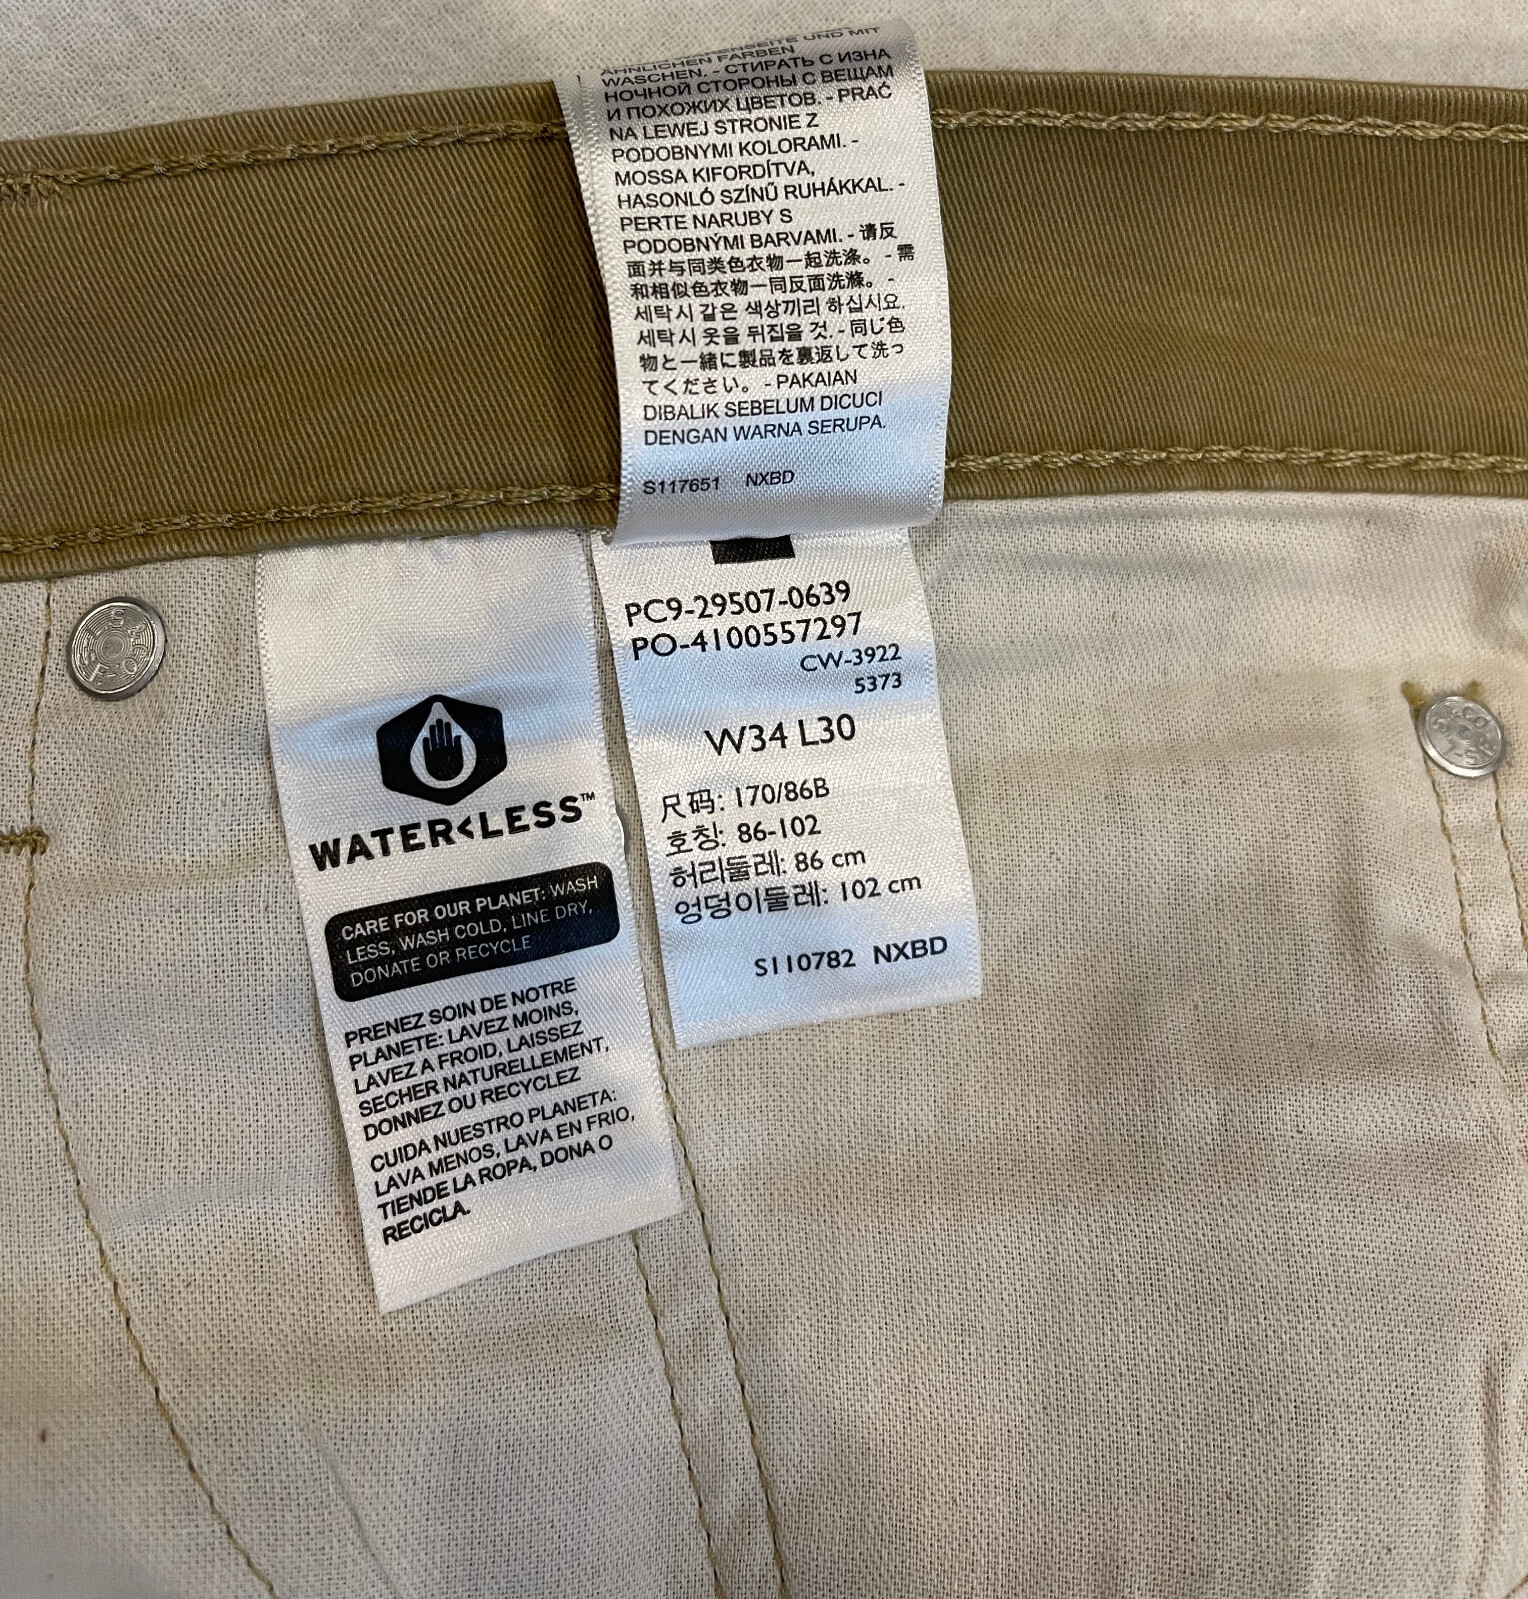 ÄHNLICHEN FARBEN
WASCHEN. - СТИРАТЬ С ИЗНА
НОЧНОЙ СТОРОНЫ С ВЕЩАМ
И ПОХОЖИХ ЦВЕТОВ. - PRAĆ
NA LEWEJ STRONIE Z
PODOBNYMI KOLORAMI. -
MOSSA KIFORDÍTVA,
HASONLÓ SZÍNŰ RUHÁKKAL. -
PERTE NARUBY S
PODOBNÝMI BARVAMI. - 请反
面并与同类色衣物一起洗涤。 - 需
和相似色衣物一同反面洗滌。 -
세탁시 같은 색상끼리 하십시요.
세탁시 옷을 뒤집을 것. - 同じ色
物と一緒に製品を裏返して洗っ
てください。 - PAKAIAN
DIBALIK SEBELUM DICUCI
DENGAN WARNA SERUPA.
S117651 NXBD
PC9-29507-0639
PO-4100557297
CW-3922
5373
W34 L30
尺码: 170/86B
호칭: 86-102
허리둘레: 86 cm
엉덩이둘레: 102 cm
S110782 NXBD
WATER<LESS™
CARE FOR OUR PLANET: WASH
LESS, WASH COLD, LINE DRY,
DONATE OR RECYCLE
PRENEZ SOIN DE NOTRE
PLANETE: LAVEZ MOINS,
LAVEZ A FROID, LAISSEZ
SECHER NATURELLEMENT,
DONNEZ OU RECYCLEZ
CUIDA NUESTRO PLANETA:
LAVA MENOS, LAVA EN FRIO,
TIENDE LA ROPA, DONA O
RECICLA.